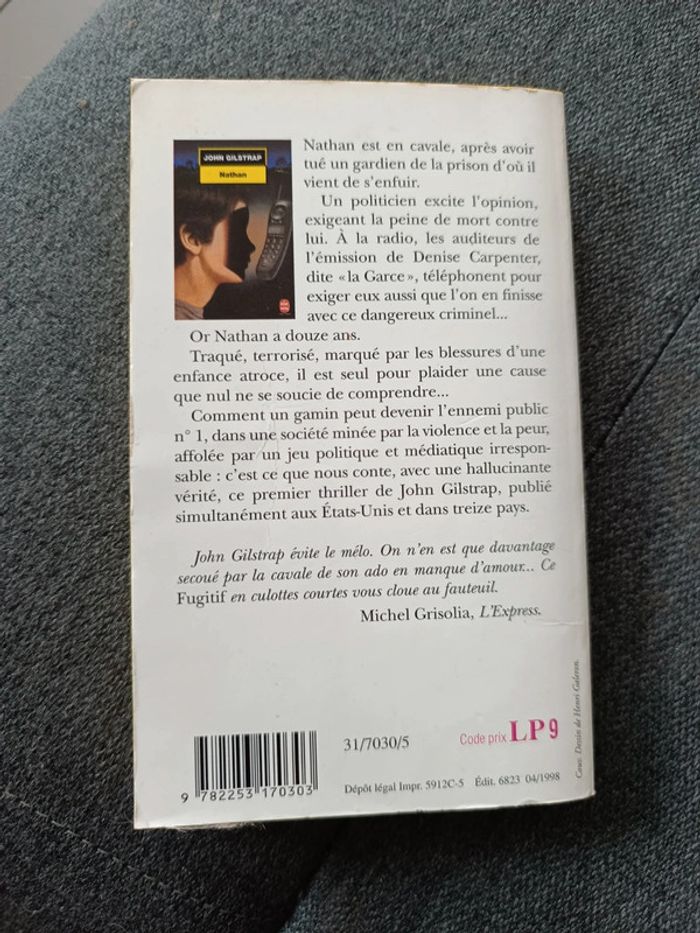 JOHN GILSTRAP
Nathan
Nathan est en cavale, après avoir
tué un gardien de la prison d'où il
vient de s'enfuir.
Un politicien excite l'opinion,
exigeant la peine de mort contre
lui. À la radio, les auditeurs de
l'émission de Denise Carpenter,
dite «la Garce», téléphonent pour
exiger eux aussi que l'on en finisse
avec ce dangereux criminel...
Or Nathan a douze ans.
Traqué, terrorisé, marqué par les blessures d'une
enfance atroce, il est seul pour plaider une cause
que nul ne se soucie de comprendre...
Comment un gamin peut devenir l'ennemi public
n° 1, dans une société minée par la violence et la peur,
affolée par un jeu politique et médiatique irrespon-
sable : c'est ce que nous conte, avec une hallucinante
vérité, ce premier thriller de John Gilstrap, publié
simultanément aux États-Unis et dans treize pays.
John Gilstrap évite le mélo. On n'en est que davantage
secoué par la cavale de son ado en manque d'amour... Ce
Fugitif en culottes courtes vous cloue au fauteuil.
Michel Grisolia, L'Express.
31/7030/5
Code prix LP 9
9 782253 170303
Dépôt légal Impr. 5912C-5 Édit. 6823 04/1998
Couv. Dessin de Henri Galeron.